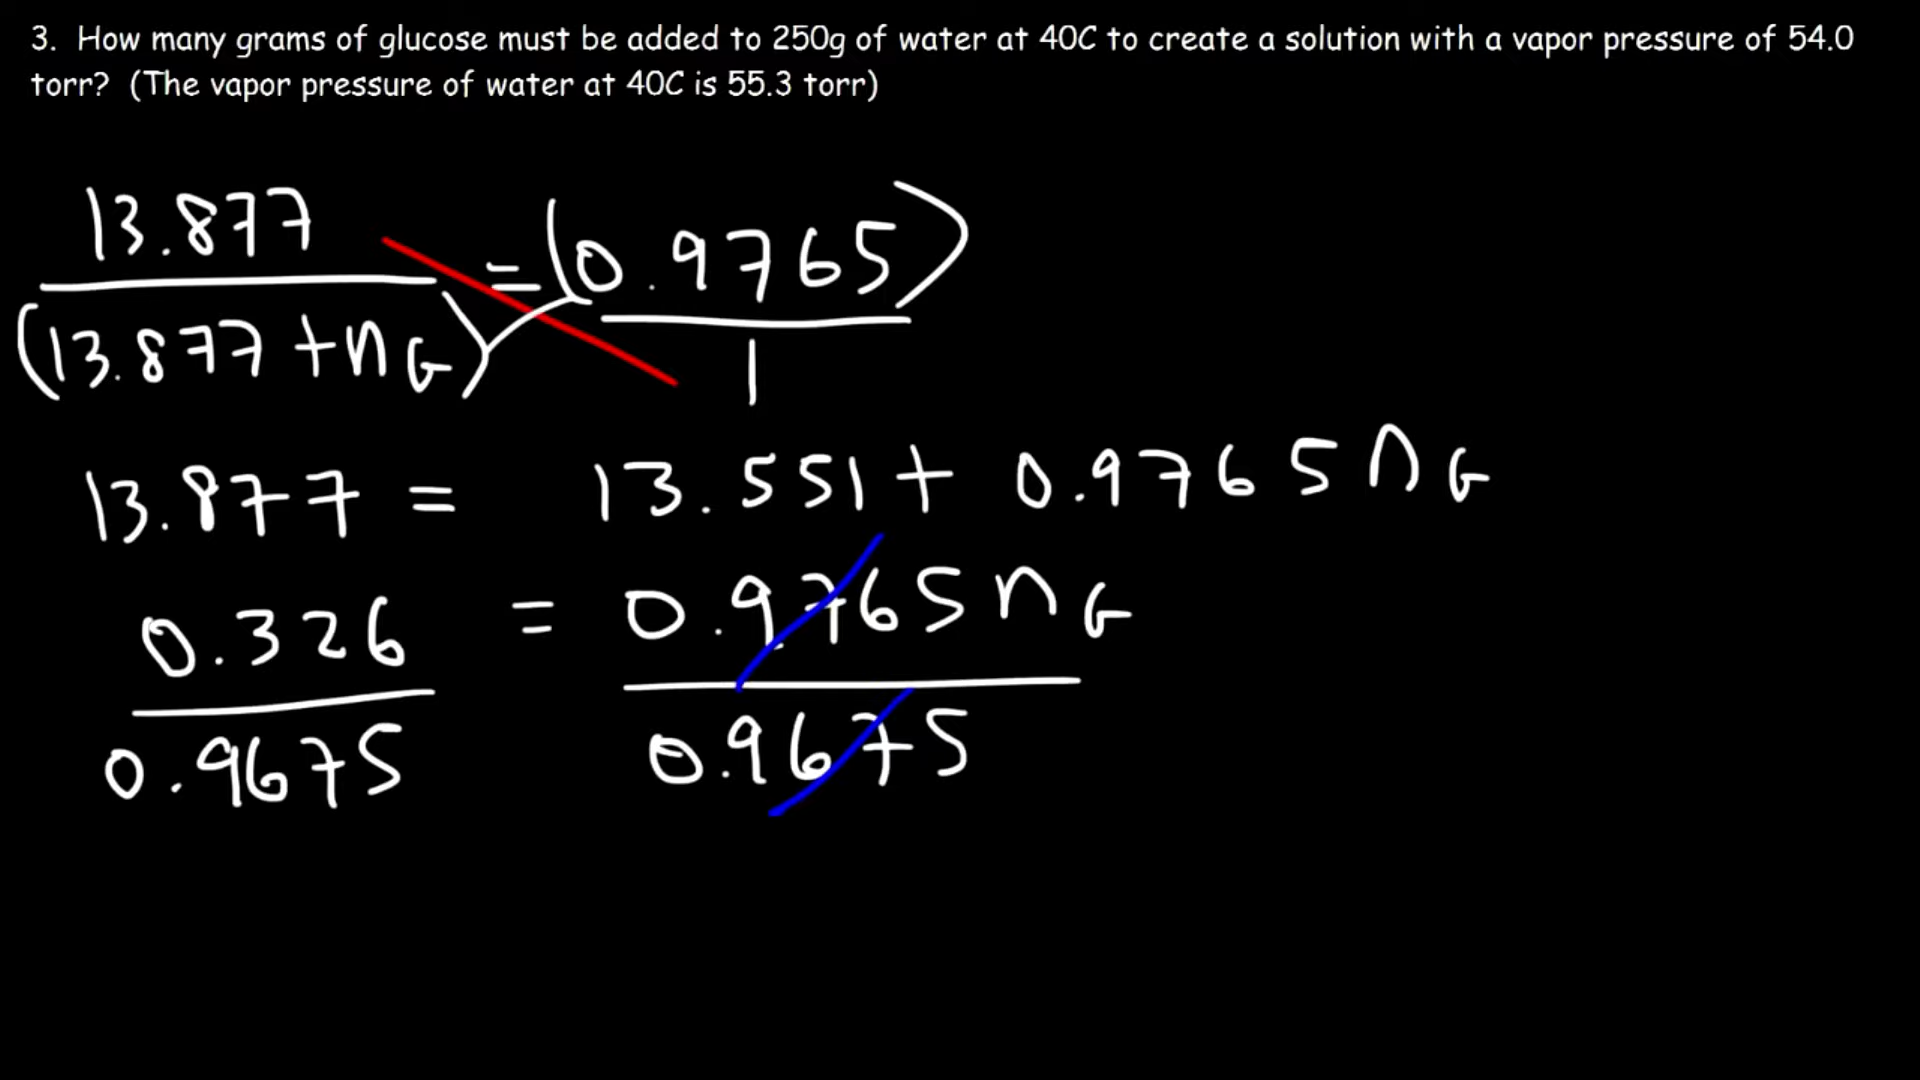 3. How many grams of glucose must be added to 250g of water at 40C to create a solution with a vapor pressure of 54.0
torr? (The vapor pressure of water at 40C is 55.3 torr)
13.877 = (0.9765)
(13.877 + nG) 1
13.877 = 13.551 + 0.9765 nG
0.326 = 0.9765 nG
0.9675 0.9675